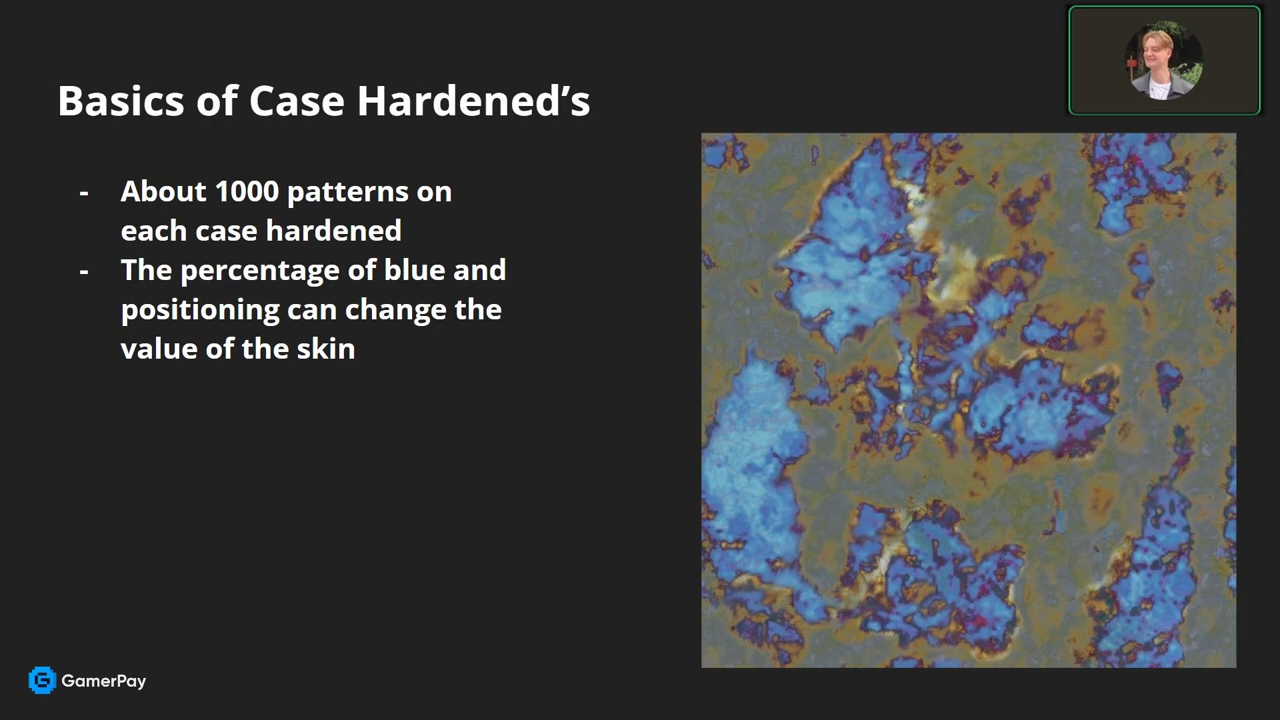 Basics of Case Hardened’s
- About 1000 patterns on
each case hardened
- The percentage of blue and
positioning can change the
value of the skin
GamerPay